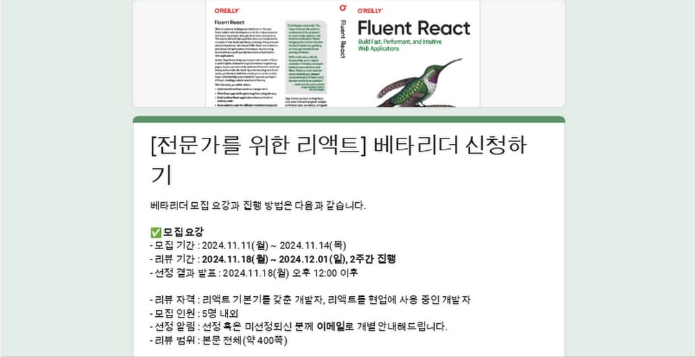 O'REILLY®
Fluent React
Fluent React
O'REILLY®
Fluent React
Build Fast, Performant, and Intuitive
Web Applications
[전문가를 위한 리액트] 베타리더 신청하
기
베타리더 모집 요강과 진행 방법은 다음과 같습니다.
✅ 모집 요강
- 모집 기간 : 2024.11.11(월) ~ 2024.11.14(목)
- 리뷰 기간 : 2024.11.18(월) ~ 2024.12.01(일), 2주간 진행
- 선정 결과 발표 : 2024.11.18(월) 오후 12:00 이후
- 리뷰 자격 : 리액트 기본기를 갖춘 개발자, 리액트를 현업에 사용 중인 개발자
- 모집 인원 : 5명 내외
- 선정 알림 : 선정 혹은 미선정되신 분께 이메일로 개별 안내해드립니다.
- 리뷰 범위 : 본문 전체(약 400쪽)